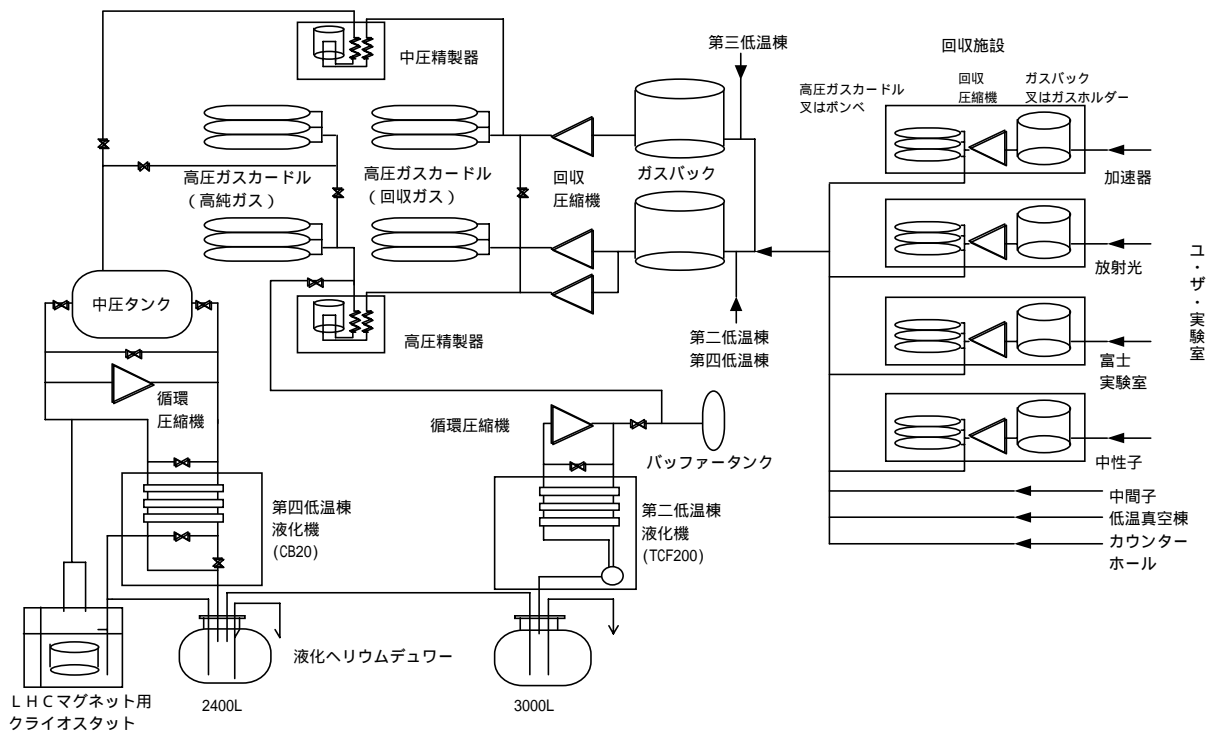 第三低温棟
回収施設
中圧精製器
高圧ガスカードル
又はボンベ
回収
圧縮機
ガスバック
又はガスホルダー
高圧ガスカードル
(高純ガス)
高圧ガスカードル
(回収ガス)
回収
圧縮機
ガスバック
加速器
放射光
ユ・ザ・実験室
中圧タンク
高圧精製器
第二低温棟
第四低温棟
富士
実験室
循環
圧縮機
循環圧縮機
バッファータンク
中性子
第四低温棟
液化機
(CB20)
第二低温棟
液化機
(TCF200)
中間子
低温真空棟
カウンター
ホール
液化ヘリウムデュワー
LHCマグネット用
クライオスタット
2400L
3000L